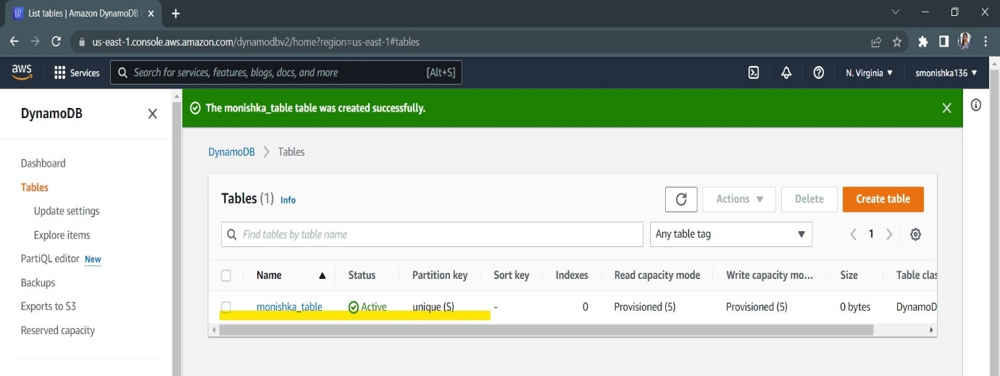 List tables | Amazon DynamoDB
us-east-1.console.aws.amazon.com/dynamodbv2/home?region=us-east-1#tables
aws Services Search for services, features, blogs, docs, and more [Alt+S] N. Virginia smonishka136
DynamoDB
The monishka_table table was created successfully.
Dashboard
Tables
Update settings
Explore items
PartiQL editor New
Backups
Exports to S3
Reserved capacity
DynamoDB Tables
Tables (1) Info Actions Delete Create table
Find tables by table name Any table tag 1
Name Status Partition key Sort key Indexes Read capacity mode Write capacity mo... Size Table clas
monishka_table Active unique (S) - 0 Provisioned (5) Provisioned (5) 0 bytes DynamoD